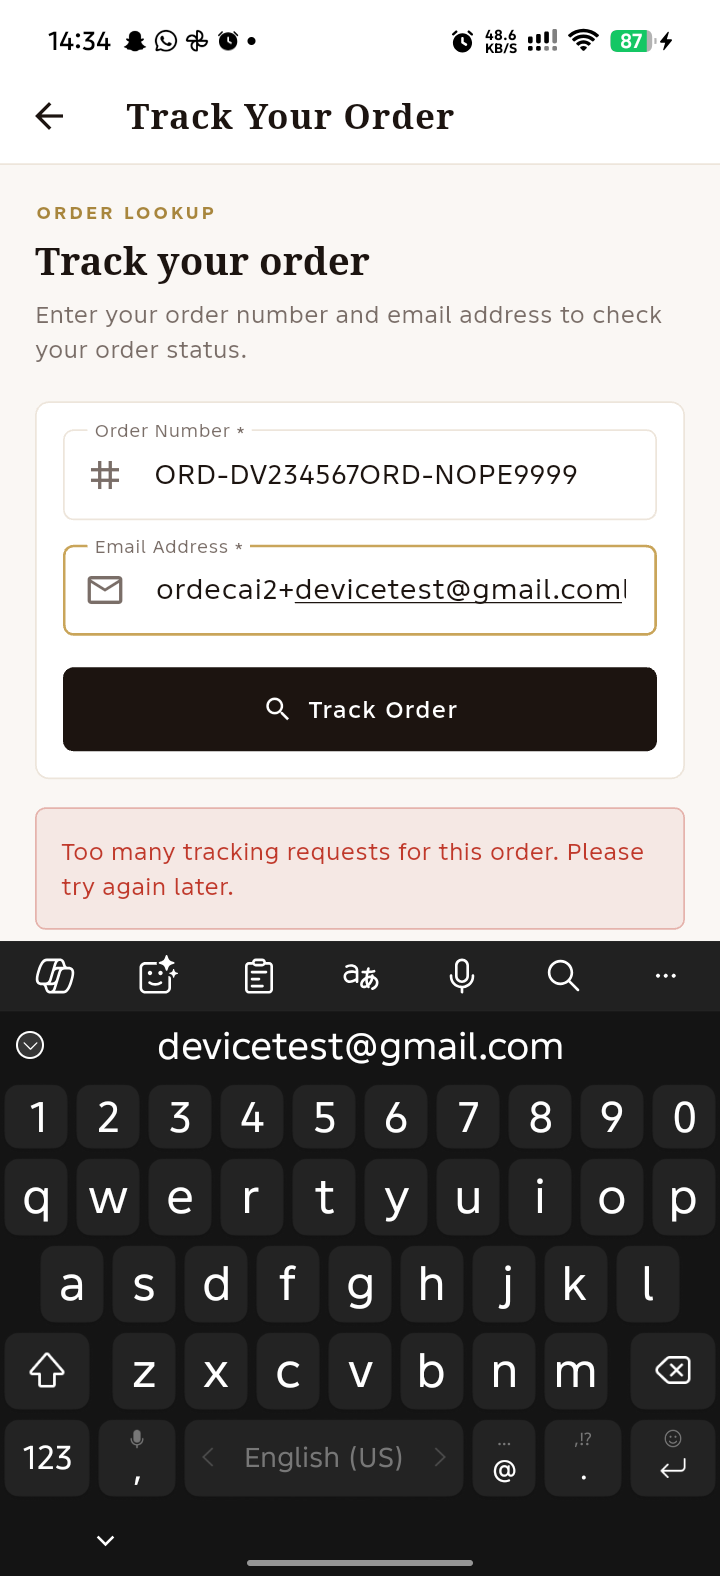 14:34
48.6
KB/S
87
Track Your Order
ORDER LOOKUP
Track your order
Enter your order number and email address to check
your order status.
Order Number *
ORD-DV234567ORD-NOPE9999
Email Address *
ordecai2+devicetest@gmail.com
Track Order
Too many tracking requests for this order. Please
try again later.
aあ
devicetest@gmail.com
1 2 3 4 5 6 7 8 9 0
q w e r t y u i o p
a s d f g h j k l
z x c v b n m
123 , < English (US) > ... @ ,!? .